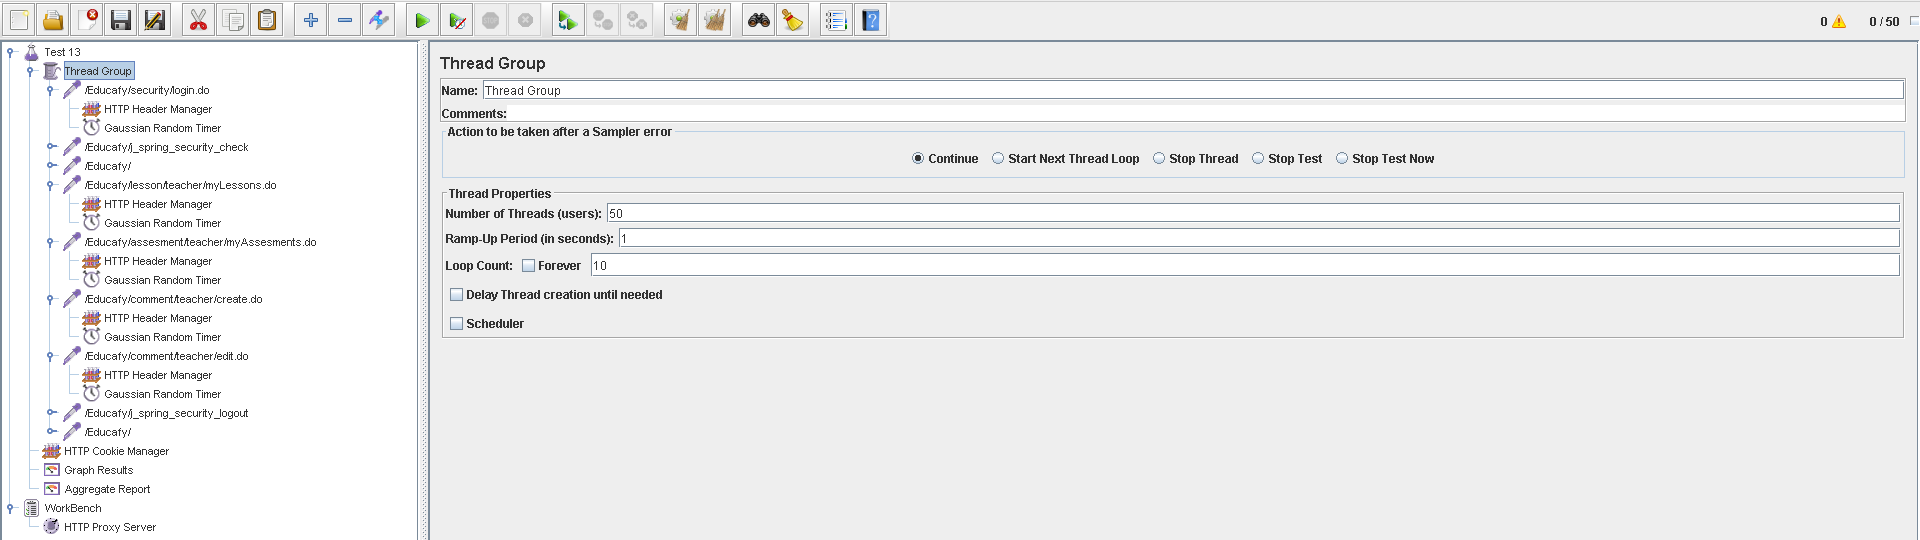 0 0 / 50
Test 13
Thread Group
/Educafy/security/login.do
HTTP Header Manager
Gaussian Random Timer
/Educafy/j_spring_security_check
/Educafy/
/Educafy/lesson/teacher/myLessons.do
HTTP Header Manager
Gaussian Random Timer
/Educafy/assesment/teacher/myAssesments.do
HTTP Header Manager
Gaussian Random Timer
/Educafy/comment/teacher/create.do
HTTP Header Manager
Gaussian Random Timer
/Educafy/comment/teacher/edit.do
HTTP Header Manager
Gaussian Random Timer
/Educafy/j_spring_security_logout
/Educafy/
HTTP Cookie Manager
Graph Results
Aggregate Report
WorkBench
HTTP Proxy Server
Thread Group
Name: Thread Group
Comments:
Action to be taken after a Sampler error
Continue Start Next Thread Loop Stop Thread Stop Test Stop Test Now
Thread Properties
Number of Threads (users): 50
Ramp-Up Period (in seconds): 1
Loop Count: Forever 10
Delay Thread creation until needed
Scheduler